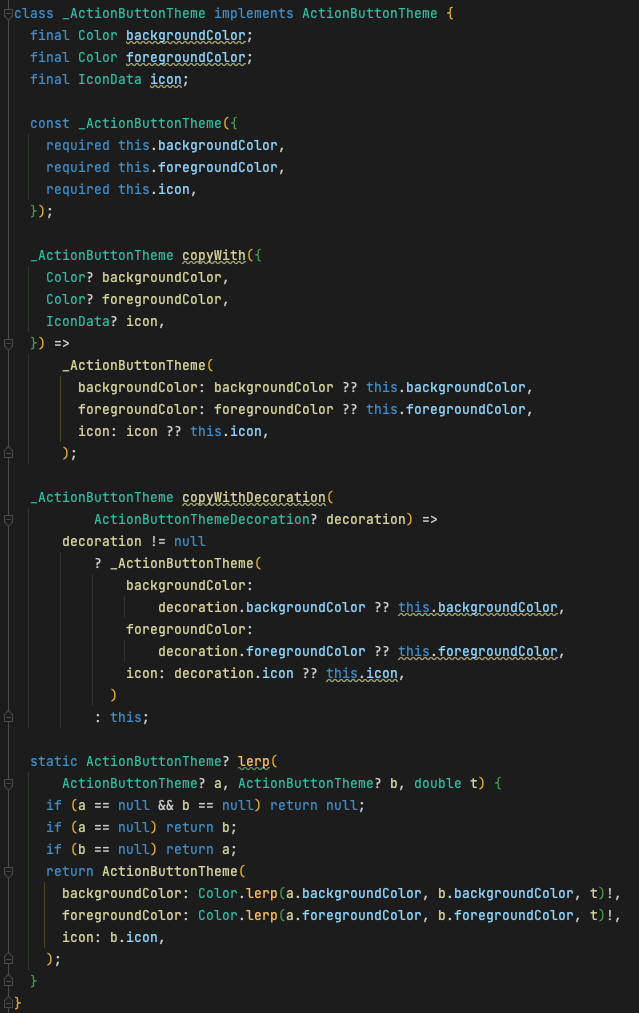 class _ActionButtonTheme implements ActionButtonTheme {
  final Color backgroundColor;
  final Color foregroundColor;
  final IconData icon;

  const _ActionButtonTheme({
    required this.backgroundColor,
    required this.foregroundColor,
    required this.icon,
  });

  _ActionButtonTheme copyWith({
    Color? backgroundColor,
    Color? foregroundColor,
    IconData? icon,
  }) =>
      _ActionButtonTheme(
        backgroundColor: backgroundColor ?? this.backgroundColor,
        foregroundColor: foregroundColor ?? this.foregroundColor,
        icon: icon ?? this.icon,
      );

  _ActionButtonTheme copyWithDecoration(
          ActionButtonThemeDecoration? decoration) =>
      decoration != null
          ? _ActionButtonTheme(
              backgroundColor:
                  decoration.backgroundColor ?? this.backgroundColor,
              foregroundColor:
                  decoration.foregroundColor ?? this.foregroundColor,
              icon: decoration.icon ?? this.icon,
            )
          : this;

  static ActionButtonTheme? lerp(
      ActionButtonTheme? a, ActionButtonTheme? b, double t) {
    if (a == null && b == null) return null;
    if (a == null) return b;
    if (b == null) return a;
    return ActionButtonTheme(
      backgroundColor: Color.lerp(a.backgroundColor, b.backgroundColor, t)!,
      foregroundColor: Color.lerp(a.foregroundColor, b.foregroundColor, t)!,
      icon: b.icon,
    );
  }
}